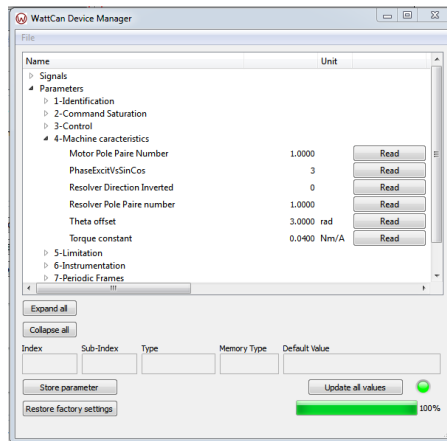 WattCan Device Manager
File
Name Unit
Signals
Parameters
1-Identification
2-Command Saturation
3-Control
4-Machine caracteristics
Motor Pole Paire Number 1.0000 Read
PhaseExcitVsSinCos 3 Read
Resolver Direction Inverted 0 Read
Resolver Pole Paire number 1.0000 Read
Theta offset 3.0000 rad Read
Torque constant 0.0400 Nm/A Read
5-Limitation
6-Instrumentation
7-Periodic Frames
Expand all
Collapse all
Index Sub-Index Type Memory Type Default Value
Store parameter Update all values
Restore factory settings 100%